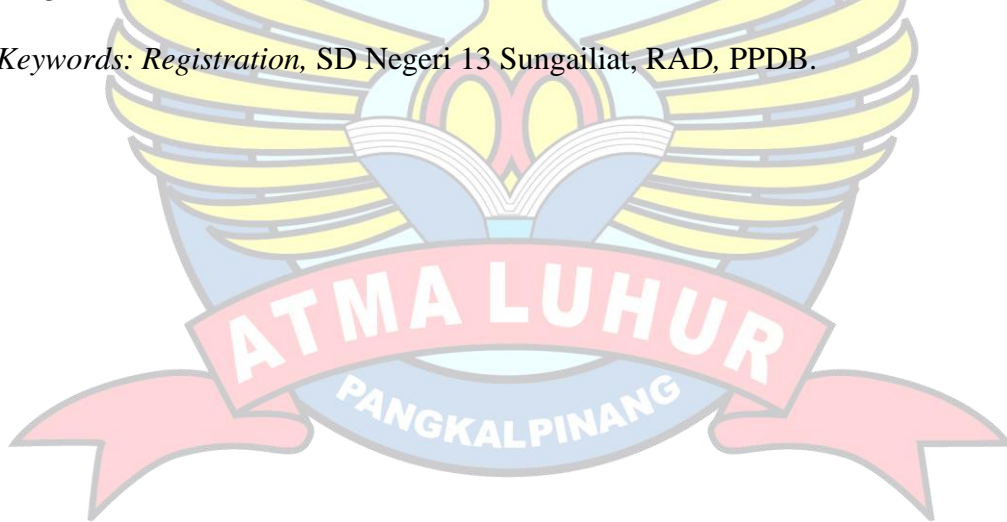 Keywords: Registration, SD Negeri 13 Sungailiat, RAD, PPDB.
ATMA LUHUR
PANGKALPINANG